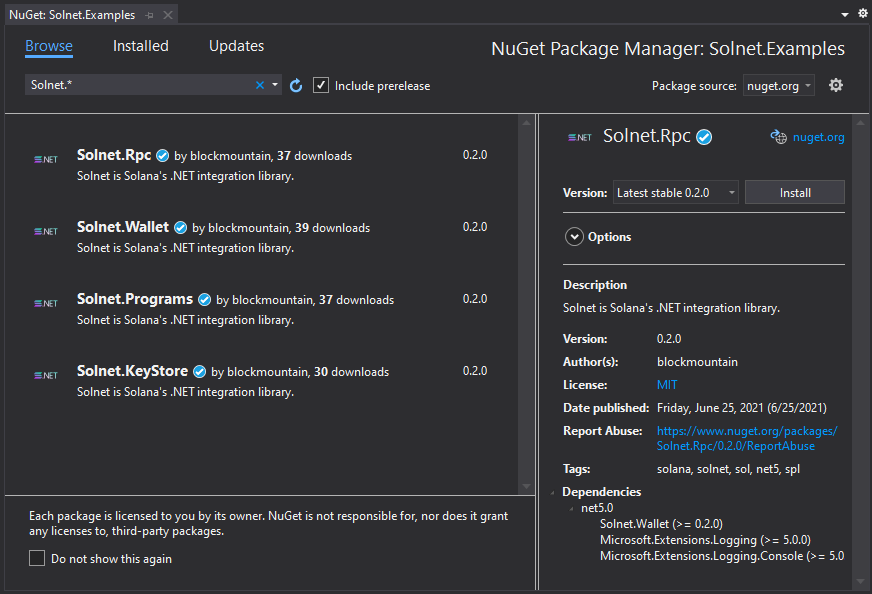 NuGet: Solnet.Examples
Browse Installed Updates
NuGet Package Manager: Solnet.Examples
Solnet.*
Include prerelease
Package source: nuget.org
.NET Solnet.Rpc by blockmountain, 37 downloads 0.2.0
Solnet is Solana's .NET integration library.
.NET Solnet.Wallet by blockmountain, 39 downloads 0.2.0
Solnet is Solana's .NET integration library.
.NET Solnet.Programs by blockmountain, 37 downloads 0.2.0
Solnet is Solana's .NET integration library.
.NET Solnet.KeyStore by blockmountain, 30 downloads 0.2.0
Solnet is Solana's .NET integration library.
Each package is licensed to you by its owner. NuGet is not responsible for, nor does it grant
any licenses to, third-party packages.
Do not show this again
.NET Solnet.Rpc nuget.org
Version: Latest stable 0.2.0 Install
Options
Description
Solnet is Solana's .NET integration library.
Version: 0.2.0
Author(s): blockmountain
License: MIT
Date published: Friday, June 25, 2021 (6/25/2021)
Report Abuse: https://www.nuget.org/packages/
Solnet.Rpc/0.2.0/ReportAbuse
Tags: solana, solnet, sol, net5, spl
Dependencies
net5.0
Solnet.Wallet (>= 0.2.0)
Microsoft.Extensions.Logging (>= 5.0.0)
Microsoft.Extensions.Logging.Console (>= 5.0